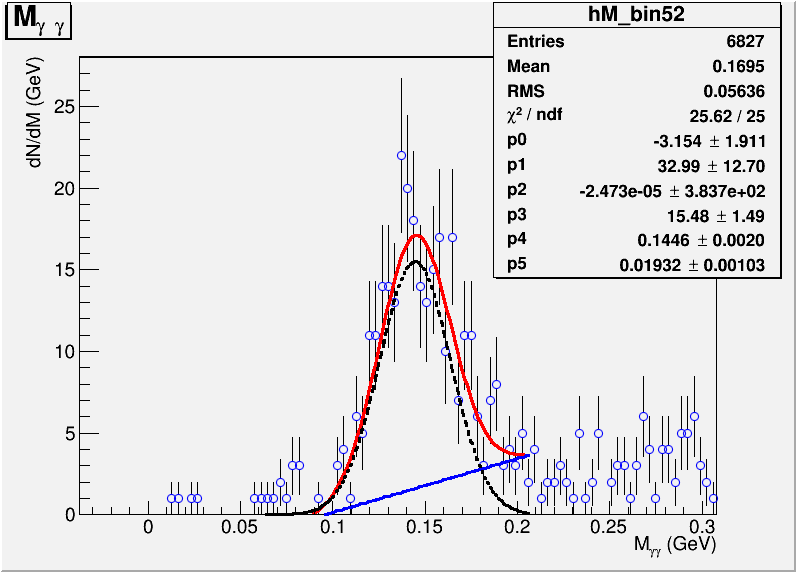 M γ γ
hM_bin52
Entries 6827
Mean 0.1695
RMS 0.05636
χ² / ndf 25.62 / 25
p0 -3.154 ± 1.911
p1 32.99 ± 12.70
p2 -2.473e-05 ± 3.837e+02
p3 15.48 ± 1.49
p4 0.1446 ± 0.0020
p5 0.01932 ± 0.00103
dN/dM (GeV)
25
20
15
10
5
0
0 0.05 0.1 0.15 0.2 0.25 0.3
Mγγ (GeV)